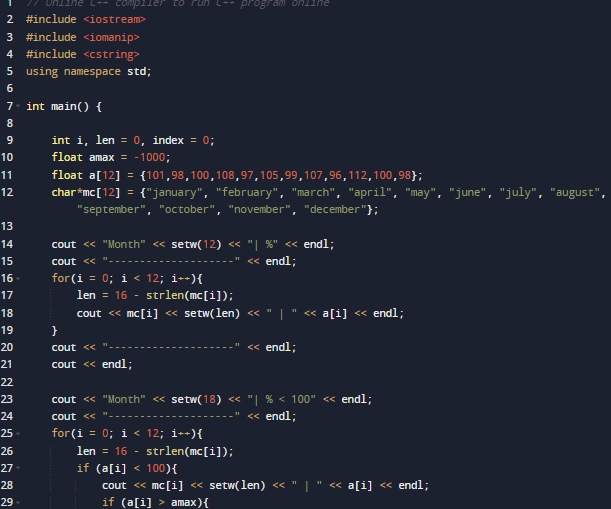 1 // Online C++ compiler to run C++ program online
2 #include <iostream>
3 #include <iomanip>
4 #include <cstring>
5 using namespace std;
6
7 int main() {
8
9     int i, len = 0, index = 0;
10     float amax = -1000;
11     float a[12] = {101,98,100,108,97,105,99,107,96,112,100,98};
12     char*mc[12] = {"january", "february", "march", "april", "may", "june", "july", "august",
        "september", "october", "november", "december"};
13
14     cout << "Month" << setw(12) << "| %" << endl;
15     cout << "--------------------" << endl;
16     for(i = 0; i < 12; i++){
17         len = 16 - strlen(mc[i]);
18         cout << mc[i] << setw(len) << " | " << a[i] << endl;
19     }
20     cout << "--------------------" << endl;
21     cout << endl;
22
23     cout << "Month" << setw(18) << "| % < 100" << endl;
24     cout << "--------------------" << endl;
25     for(i = 0; i < 12; i++){
26         len = 16 - strlen(mc[i]);
27         if (a[i] < 100){
28             cout << mc[i] << setw(len) << " | " << a[i] << endl;
29             if (a[i] > amax){